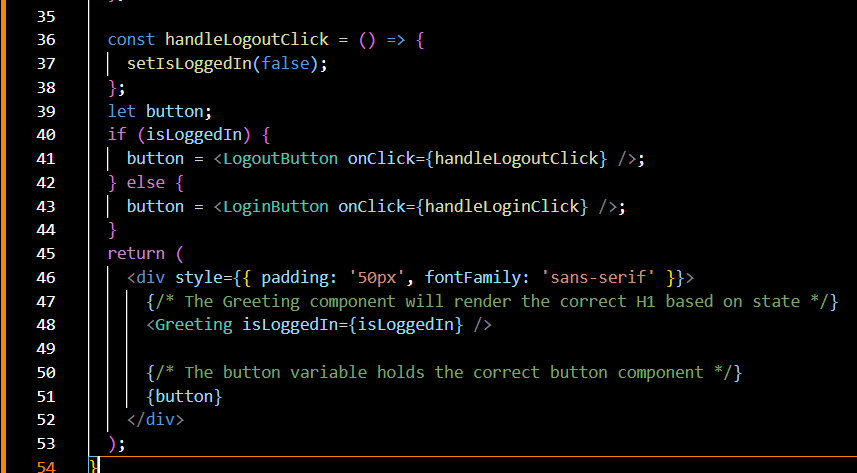 35
36 const handleLogoutClick = () => {
37 setIsLoggedIn(false);
38 };
39 let button;
40 if (isLoggedIn) {
41 button = <LogoutButton onClick={handleLogoutClick} />;
42 } else {
43 button = <LoginButton onClick={handleLoginClick} />;
44 }
45 return (
46 <div style={{ padding: '50px', fontFamily: 'sans-serif' }}>
47 {/* The Greeting component will render the correct H1 based on state */}
48 <Greeting isLoggedIn={isLoggedIn} />
49
50 {/* The button variable holds the correct button component */}
51 {button}
52 </div>
53 );
54 }